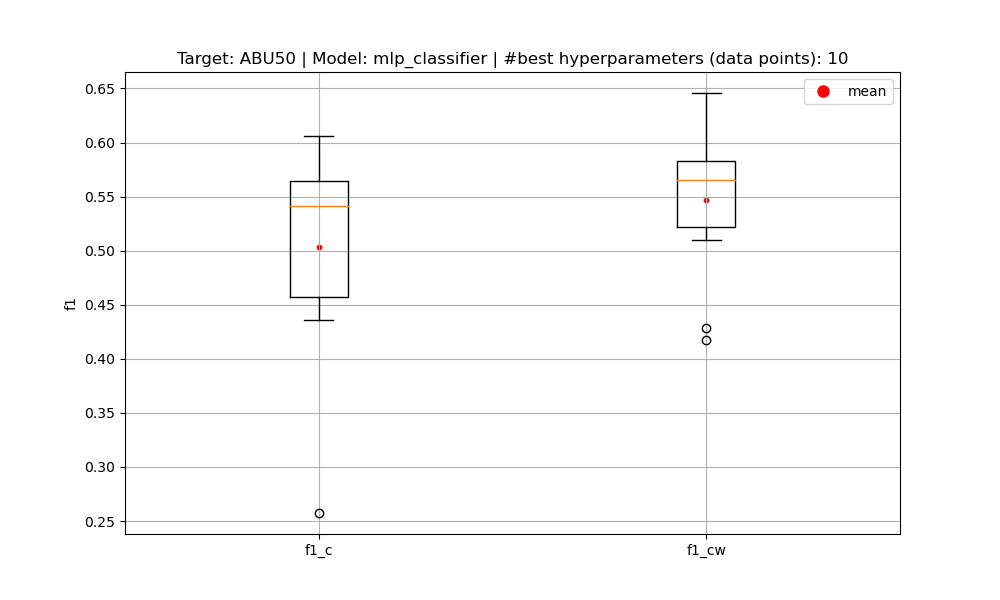 Target: ABU50 | Model: mlp_classifier | #best hyperparameters (data points): 10
mean
f1
0.65
0.60
0.55
0.50
0.45
0.40
0.35
0.30
0.25
f1_c
f1_cw